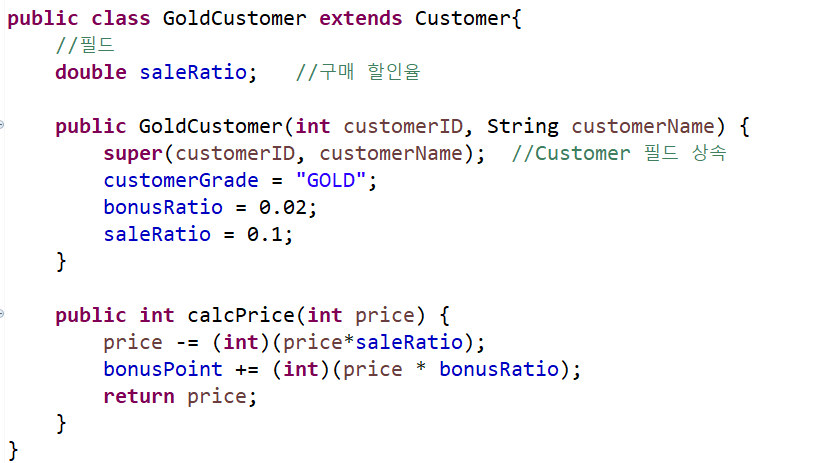 public class GoldCustomer extends Customer{
//필드
double saleRatio; //구매 할인율
public GoldCustomer(int customerID, String customerName) {
super(customerID, customerName); //Customer 필드 상속
customerGrade = "GOLD";
bonusRatio = 0.02;
saleRatio = 0.1;
}
public int calcPrice(int price) {
price -= (int)(price*saleRatio);
bonusPoint += (int)(price * bonusRatio);
return price;
}
}